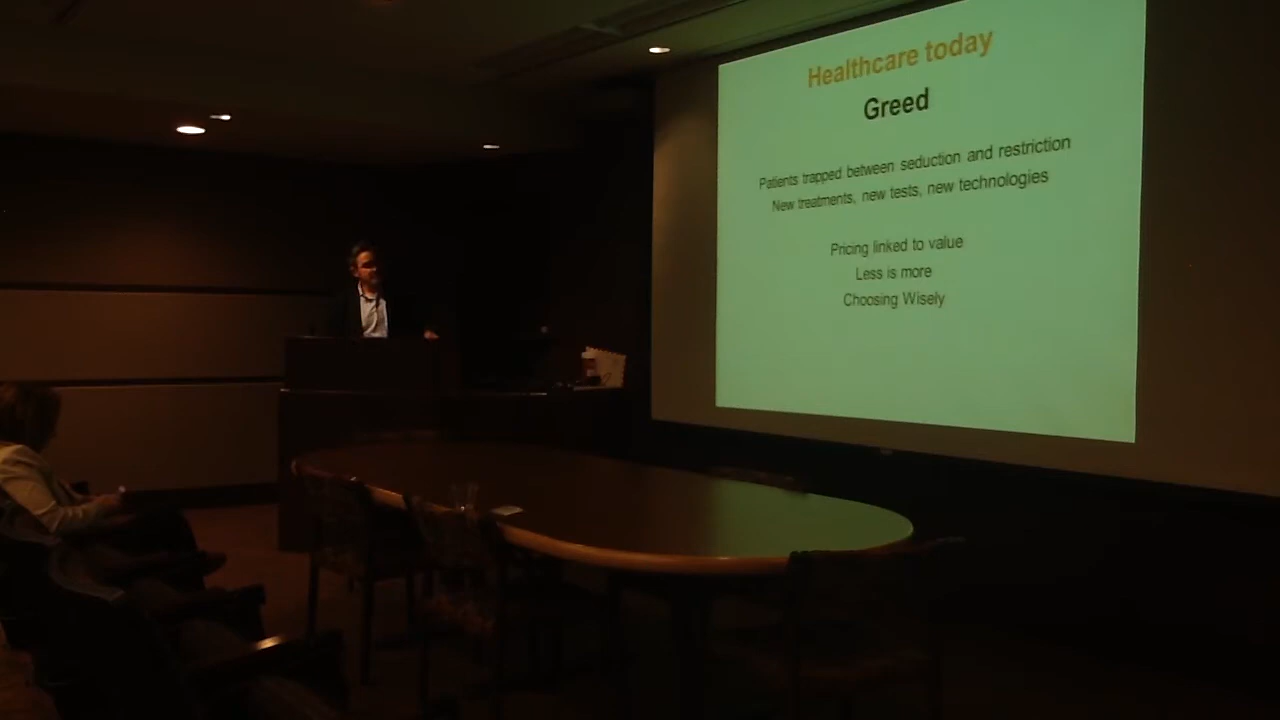 Healthcare today
Greed
Patients trapped between seduction and restriction
New treatments, new tests, new technologies
Pricing linked to value
Less is more
Choosing Wisely